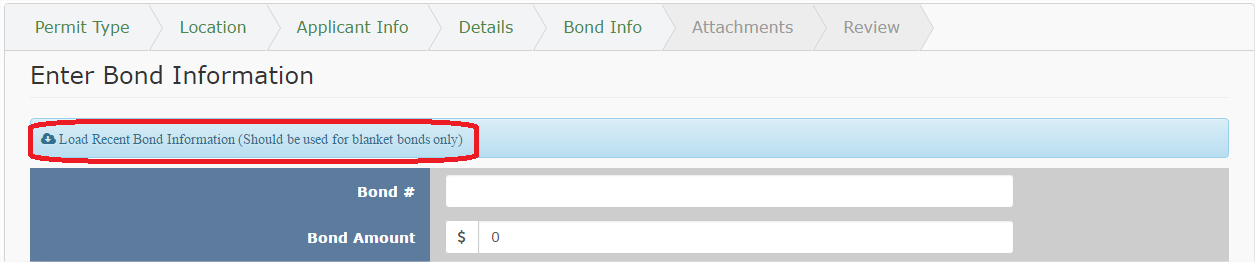 Permit Type Location Applicant Info Details Bond Info Attachments Review
Enter Bond Information
Load Recent Bond Information (Should be used for blanket bonds only)
Bond #
Bond Amount $ 0